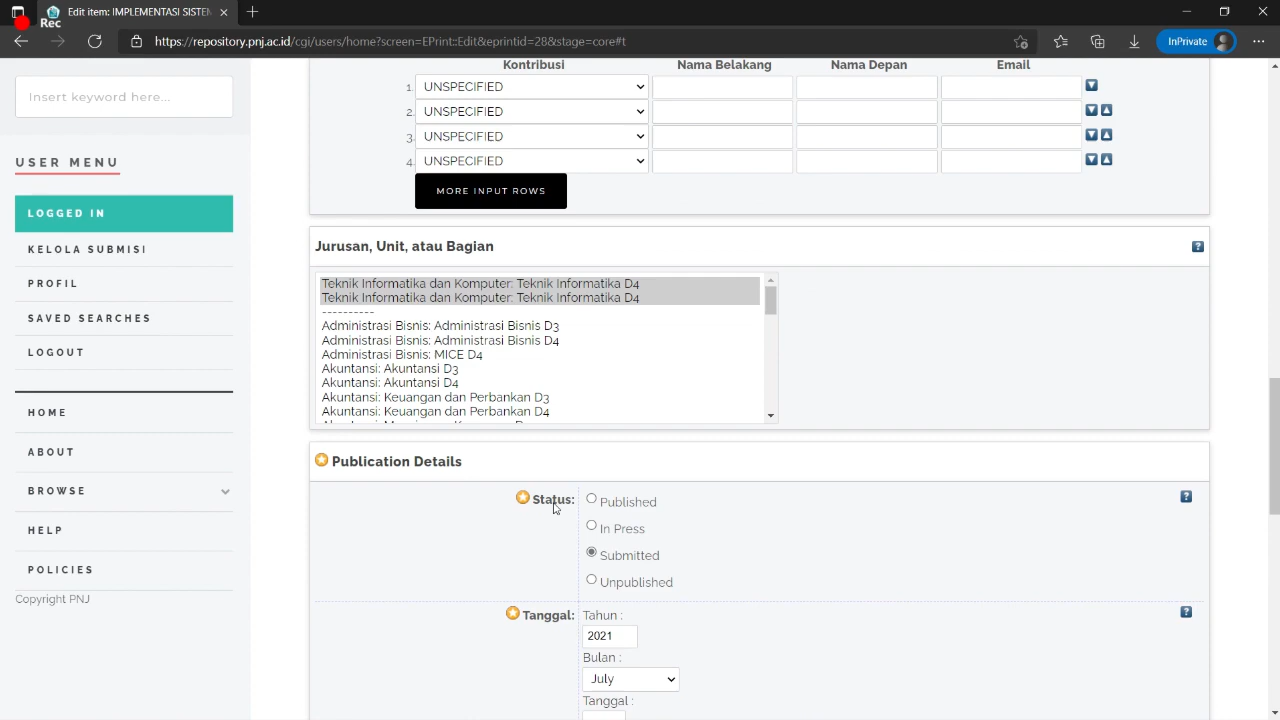 Edit item: IMPLEMENTASI SISTEM
Rec
https://repository.pnj.ac.id/cgi/users/home?screen=EPrint::Edit&eprintid=28&stage=core#t
InPrivate
Insert keyword here...
USER MENU
LOGGED IN
KELOLA SUBMISI
PROFIL
SAVED SEARCHES
LOGOUT
HOME
ABOUT
BROWSE
HELP
POLICIES
Copyright PNJ
Kontribusi Nama Belakang Nama Depan Email
1. UNSPECIFIED
2. UNSPECIFIED
3. UNSPECIFIED
4. UNSPECIFIED
MORE INPUT ROWS
Jurusan, Unit, atau Bagian
Teknik Informatika dan Komputer: Teknik Informatika D4
Teknik Informatika dan Komputer: Teknik Informatika D4
----------
Administrasi Bisnis: Administrasi Bisnis D3
Administrasi Bisnis: Administrasi Bisnis D4
Administrasi Bisnis: MICE D4
Akuntansi: Akuntansi D3
Akuntansi: Akuntansi D4
Akuntansi: Keuangan dan Perbankan D3
Akuntansi: Keuangan dan Perbankan D4
Publication Details
Status: Published
In Press
Submitted
Unpublished
Tanggal: Tahun :
2021
Bulan :
July
Tanggal :